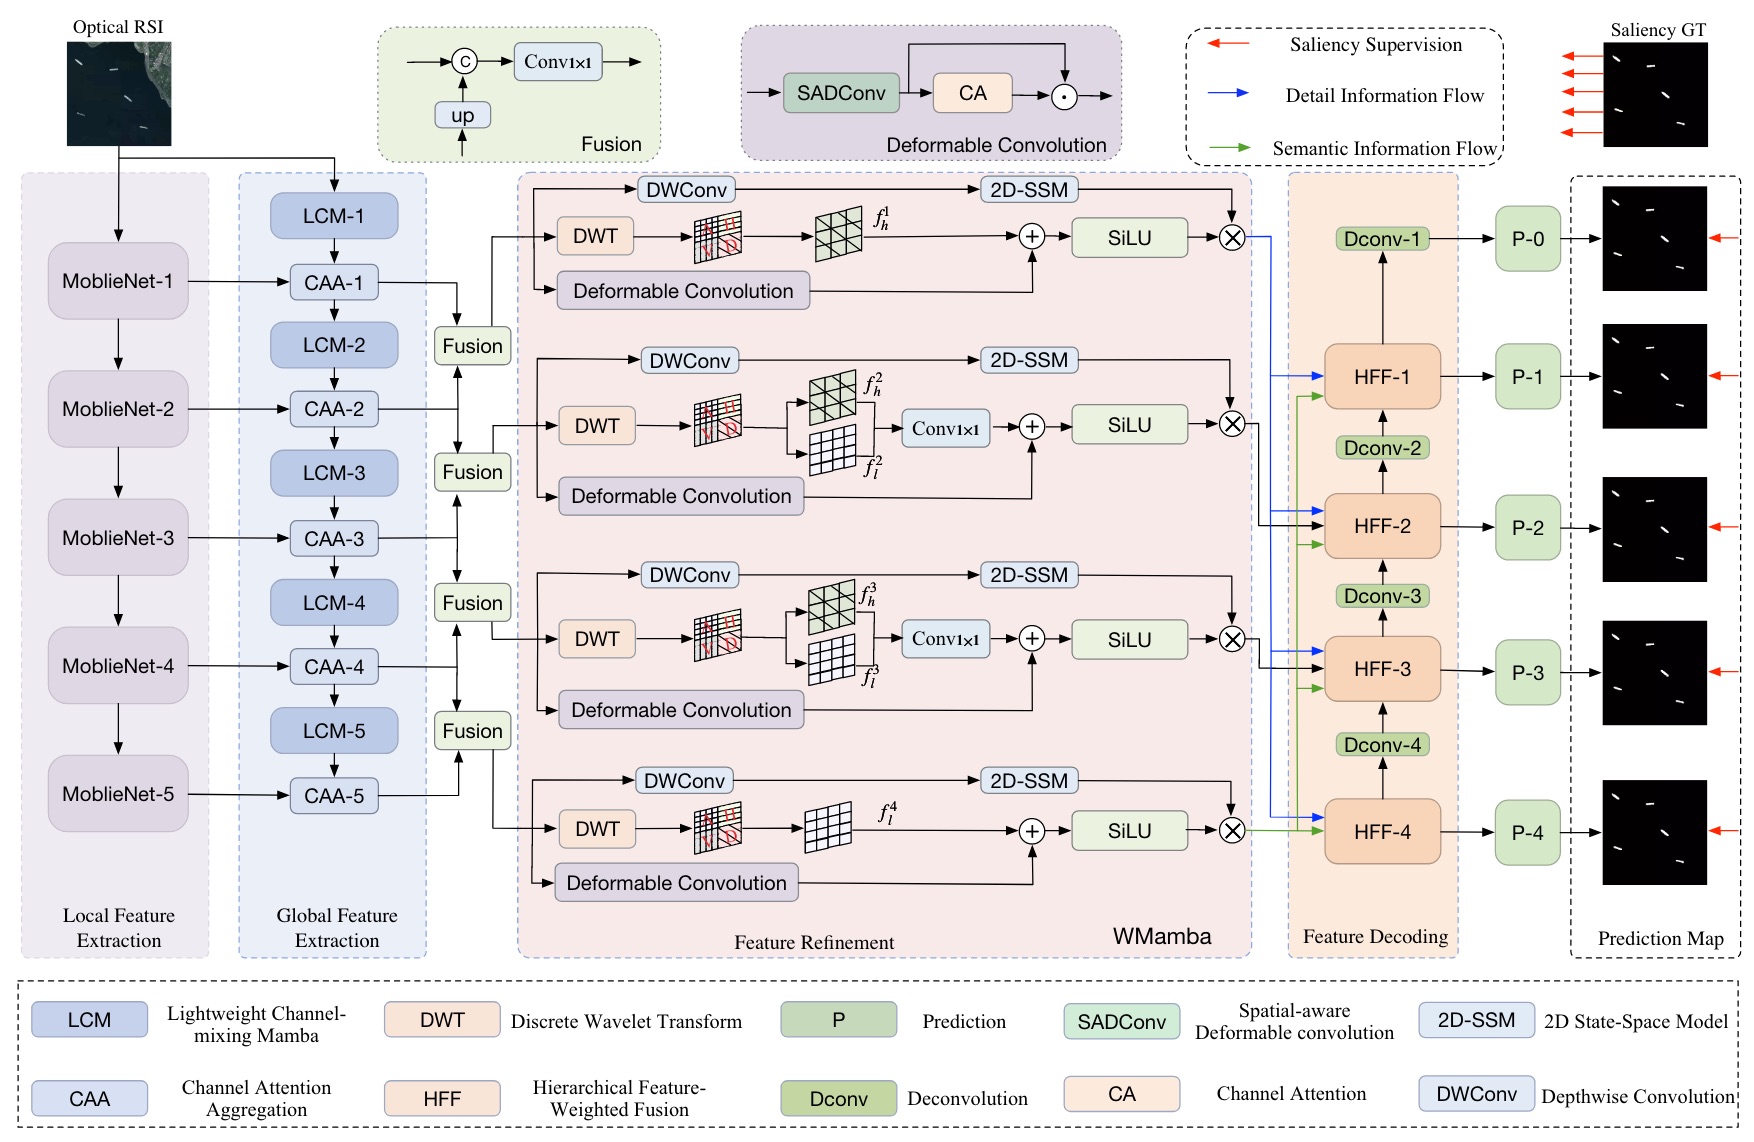 Optical RSI
C
Conv1×1
up
Fusion
SADConv
CA
Deformable Convolution
Saliency Supervision
Detail Information Flow
Semantic Information Flow
Saliency GT
MoblieNet-1
MoblieNet-2
MoblieNet-3
MoblieNet-4
MoblieNet-5
Local Feature
Extraction
LCM-1
CAA-1
LCM-2
CAA-2
LCM-3
CAA-3
LCM-4
CAA-4
LCM-5
CAA-5
Global Feature
Extraction
Fusion
Fusion
Fusion
Fusion
DWConv
2D-SSM
DWT
A H
V D
f_h^1
SiLU
Deformable Convolution
DWConv
2D-SSM
DWT
A H
V D
f_h^2
f_l^2
Conv1×1
SiLU
Deformable Convolution
DWConv
2D-SSM
DWT
A H
V D
f_h^3
f_l^3
Conv1×1
SiLU
Deformable Convolution
DWConv
2D-SSM
DWT
A H
V D
f_l^4
SiLU
Deformable Convolution
Feature Refinement
WMamba
Dconv-1
HFF-1
Dconv-2
HFF-2
Dconv-3
HFF-3
Dconv-4
HFF-4
Feature Decoding
P-0
P-1
P-2
P-3
P-4
Prediction Map
LCM
Lightweight Channel-
mixing Mamba
DWT
Discrete Wavelet Transform
P
Prediction
SADConv
Spatial-aware
Deformable convolution
2D-SSM
2D State-Space Model
CAA
Channel Attention
Aggregation
HFF
Hierarchical Feature-
Weighted Fusion
Dconv
Deconvolution
CA
Channel Attention
DWConv
Depthwise Convolution